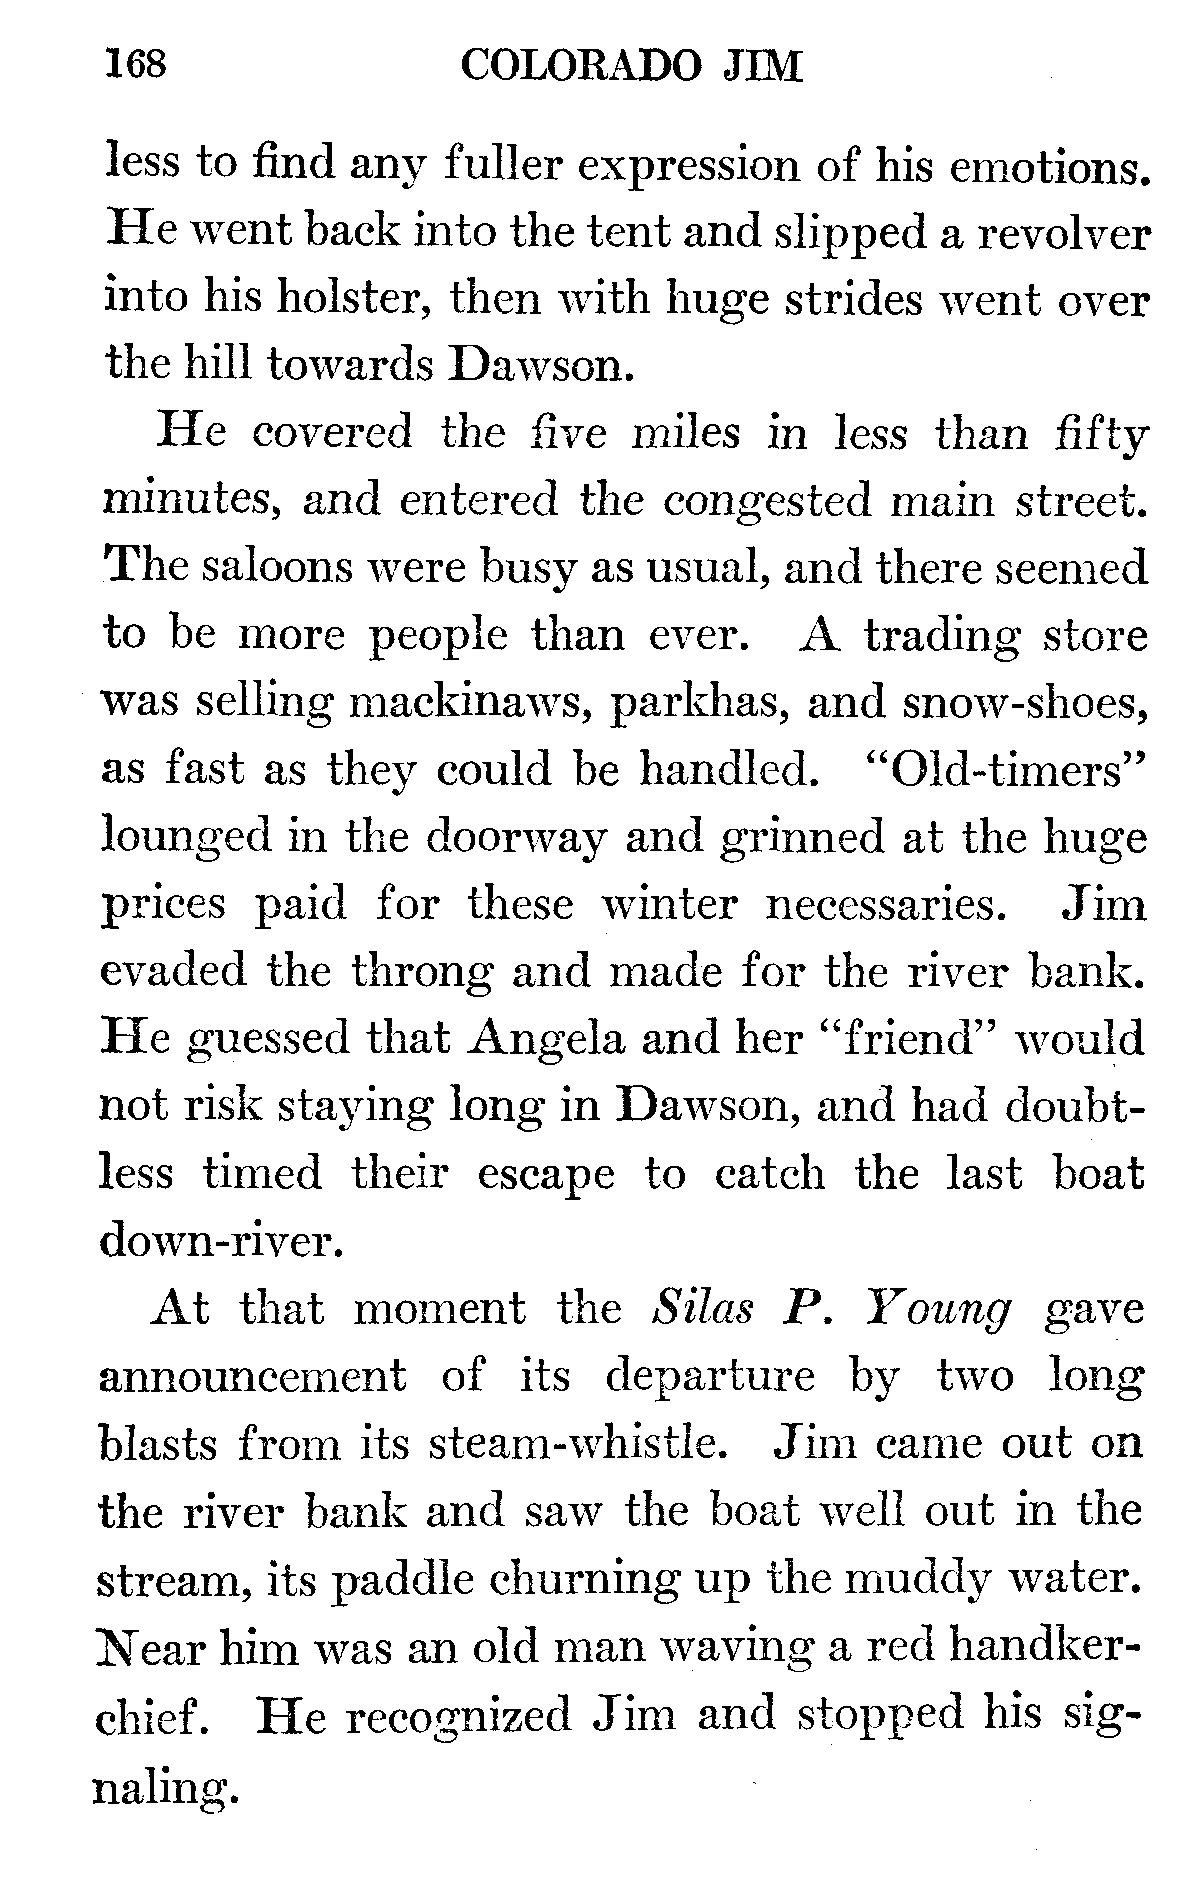 168 COLORADO JIM
less to find any fuller expression of his emotions.
He went back into the tent and slipped a revolver
into his holster, then with huge strides went over
the hill towards Dawson.
He covered the five miles in less than fifty
minutes, and entered the congested main street.
The saloons were busy as usual, and there seemed
to be more people than ever. A trading store
was selling mackinaws, parkhas, and snow-shoes,
as fast as they could be handled. “Old-timers”
lounged in the doorway and grinned at the huge
prices paid for these winter necessaries. Jim
evaded the throng and made for the river bank.
He guessed that Angela and her “friend” would
not risk staying long in Dawson, and had doubt-
less timed their escape to catch the last boat
down-river.
At that moment the Silas P. Young gave
announcement of its departure by two long
blasts from its steam-whistle. Jim came out on
the river bank and saw the boat well out in the
stream, its paddle churning up the muddy water.
Near him was an old man waving a red handker-
chief. He recognized Jim and stopped his sig-
naling.